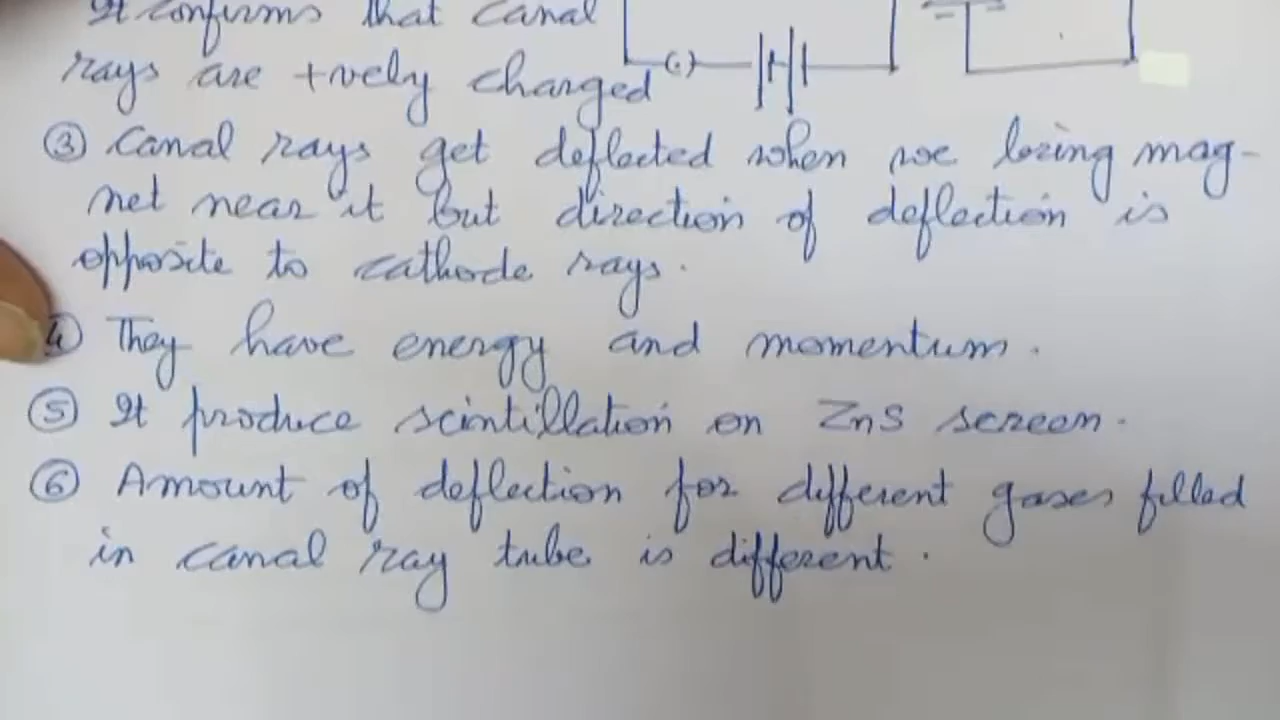 It confirms that canal
rays are +vely charged
③ Canal rays get deflected when we bring mag-
net near it but direction of deflection is
opposite to cathode rays.
④ They have energy and momentum.
⑤ It produce scintillation on ZnS screen.
⑥ Amount of deflection for different gases filled
in canal ray tube is different.